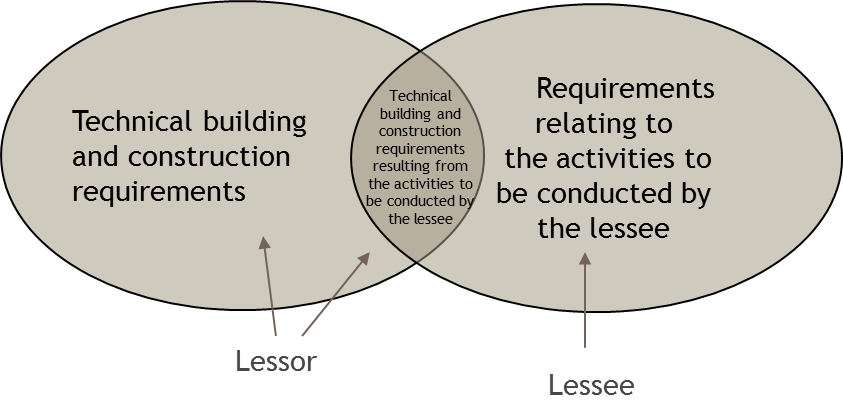 Technical building
and construction
requirements
Technical
building and
construction
requirements
resulting from
the activities to
be conducted by
the lessee
Requirements
relating to
the activities to
be conducted by
the lessee
Lessor
Lessee